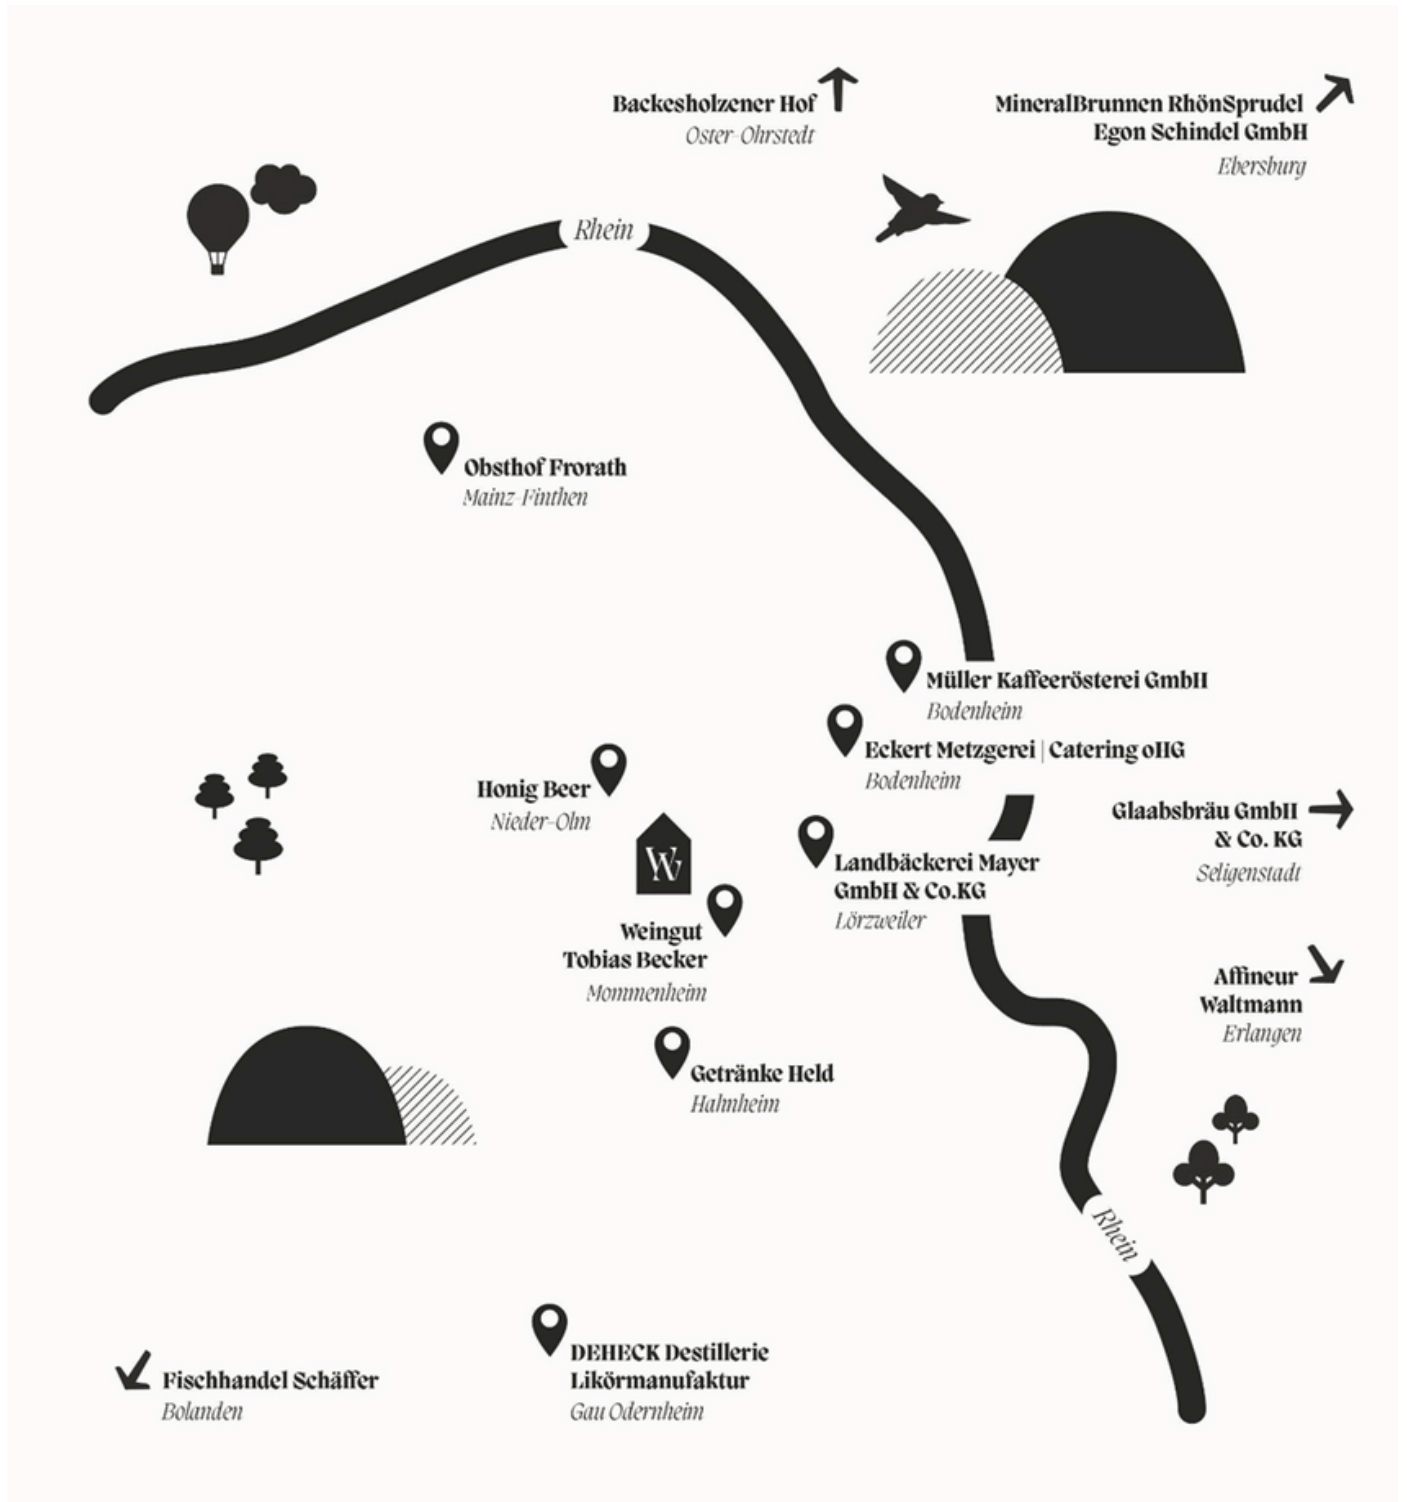 Backesholzener Hof
Oster-Ohrstedt
MineralBrunnen RhönSprudel
Egon Schindel GmbH
Ebersburg
Rhein
Obsthof Frorath
Mainz-Finthen
Müller Kaffeerösterei GmbH
Bodenheim
Eckert Metzgerei | Catering oHG
Bodenheim
Honig Beer
Nieder-Olm
Glaabsbräu GmbH
& Co. KG
Seligenstadt
W
Landbäckerei Mayer
GmbH & Co.KG
Lörzweiler
Weingut
Tobias Becker
Mommenheim
Affineur
Waltmann
Erlangen
Getränke Held
Hahnheim
Rhein
DEHECK Destillerie
Likörmanufaktur
Gau Odernheim
Fischhandel Schäffer
Bolanden